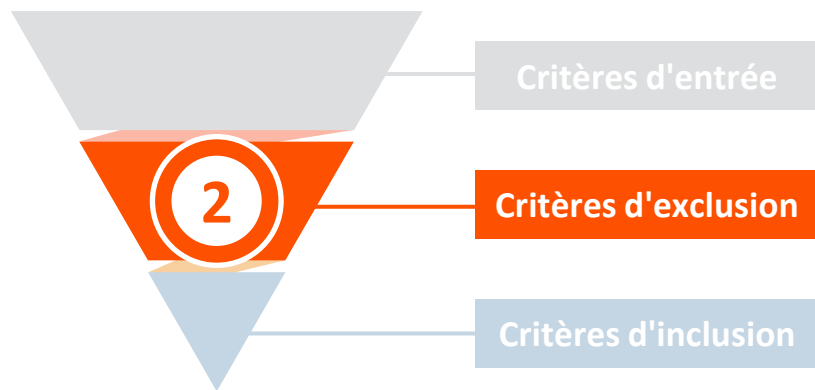 Critères d'entrée
2
Critères d'exclusion
Critères d'inclusion